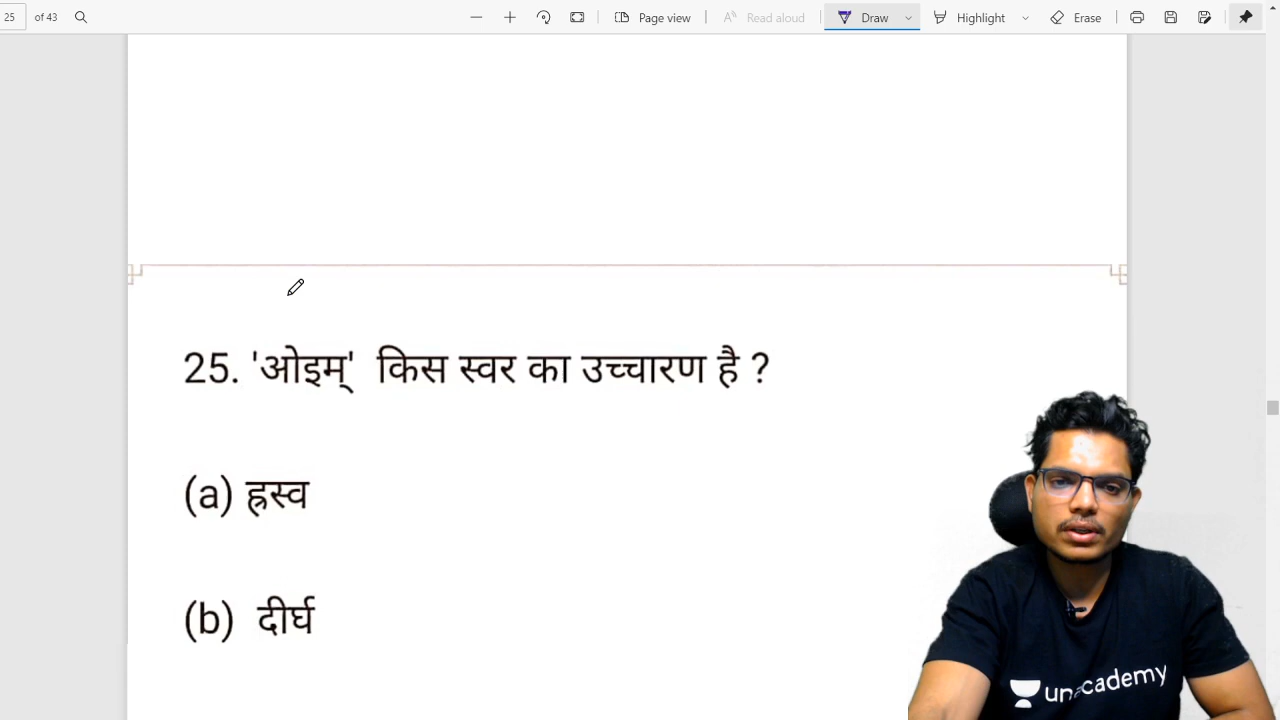 25 of 43 Page view Read aloud Draw Highlight Erase
25. 'ओइम्' किस स्वर का उच्चारण है ?
(a) ह्रस्व
(b) दीर्घ
unacademy